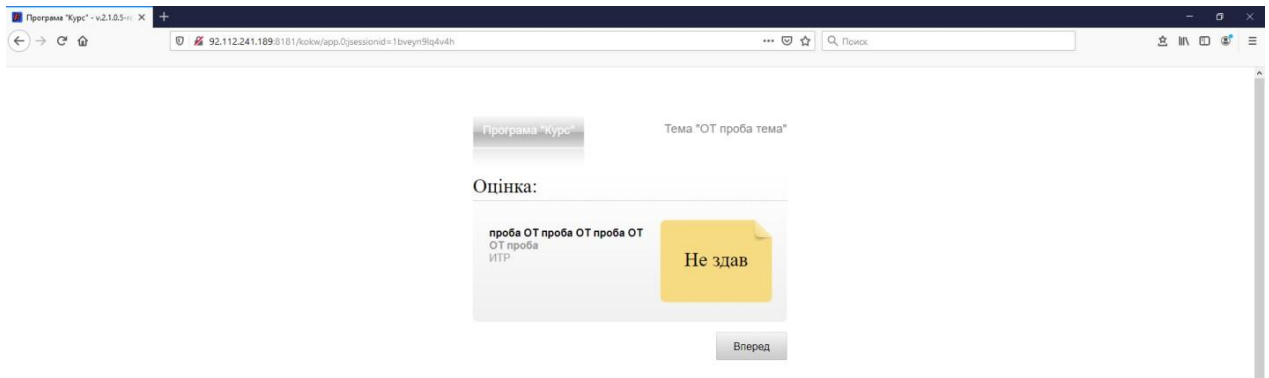 Програма "Курс" - v.2.1.0.5-rc
92.112.241.189:8181/kokw/app.0;jsessionid=1bveyn9lq4v4h
Поиск
Програма "Курс"
Тема "ОТ проба тема"
Оцінка:
проба ОТ проба ОТ проба ОТ
ОТ проба
ИТР
Не здав
Вперед